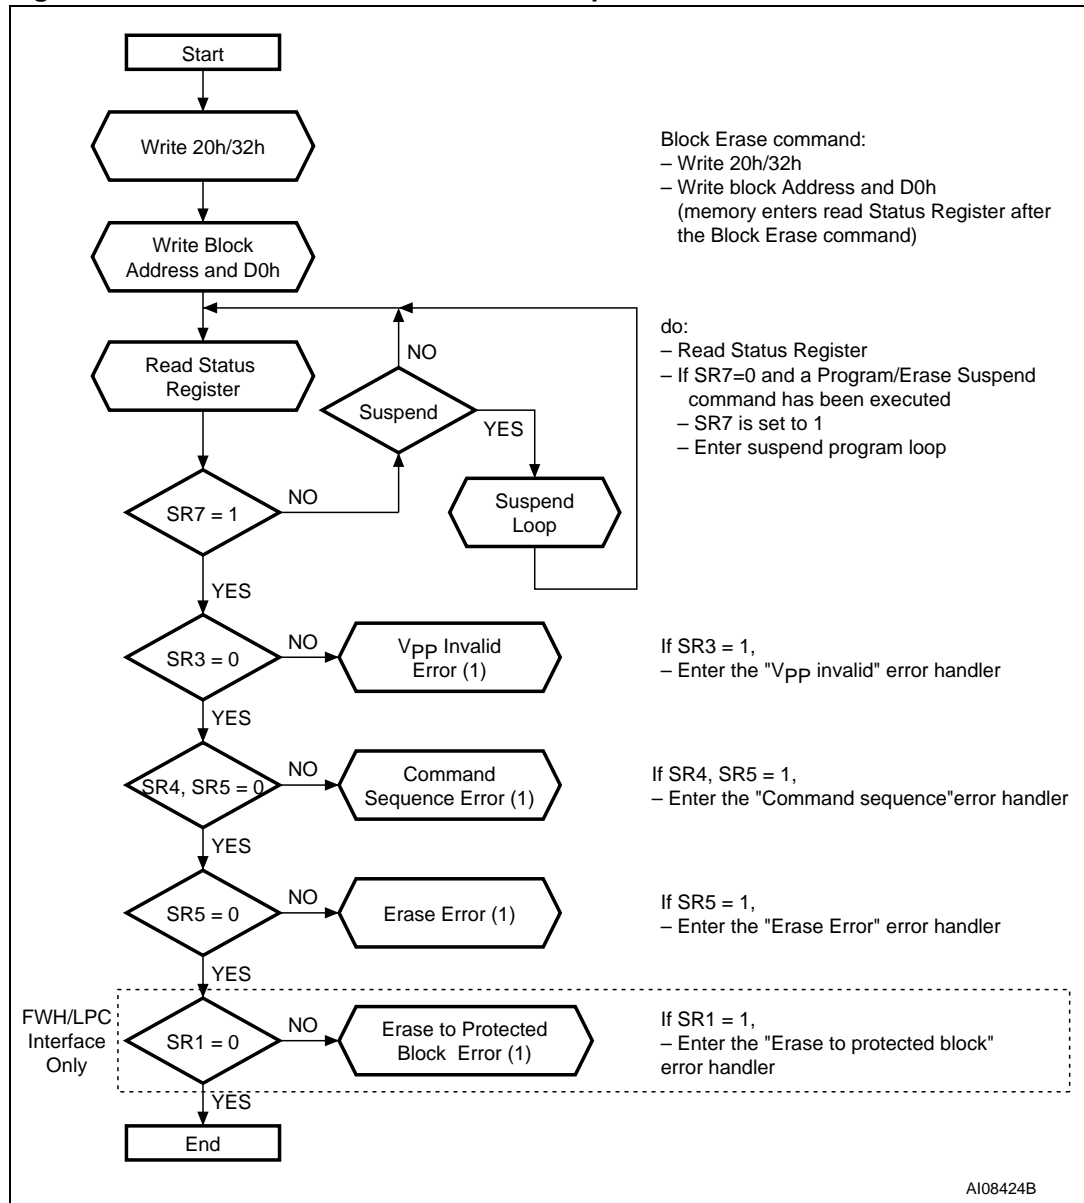 Start
Write 20h/32h
Block Erase command:
– Write 20h/32h
– Write block Address and D0h
(memory enters read Status Register after
the Block Erase command)
Write Block
Address and D0h
NO
Read Status
Register
Suspend
YES
do:
– Read Status Register
– If SR7=0 and a Program/Erase Suspend
command has been executed
– SR7 is set to 1
– Enter suspend program loop
SR7 = 1
NO
Suspend
Loop
YES
SR3 = 0
NO
VPP Invalid
Error (1)
If SR3 = 1,
– Enter the "VPP invalid" error handler
YES
SR4, SR5 = 0
NO
Command
Sequence Error (1)
If SR4, SR5 = 1,
– Enter the "Command sequence"error handler
YES
SR5 = 0
NO
Erase Error (1)
If SR5 = 1,
– Enter the "Erase Error" error handler
YES
FWH/LPC
Interface
Only
SR1 = 0
NO
Erase to Protected
Block Error (1)
If SR1 = 1,
– Enter the "Erase to protected block"
error handler
YES
End
AI08424B